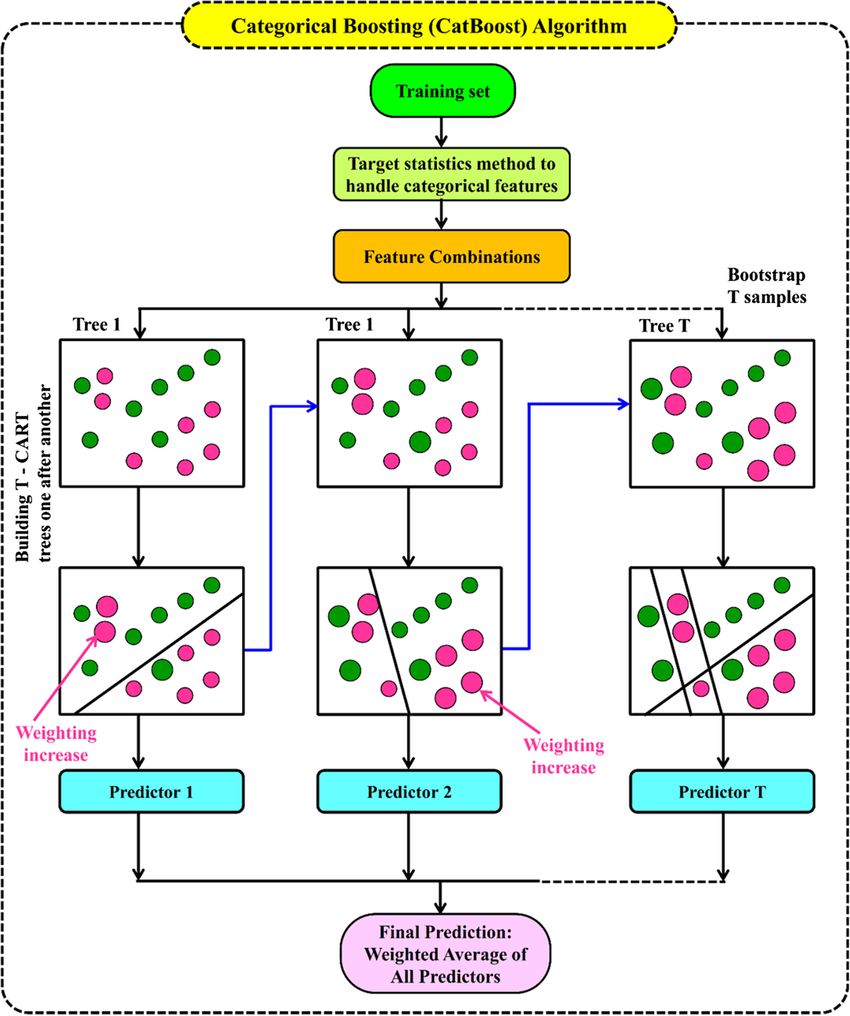 Categorical Boosting (CatBoost) Algorithm
Training set
Target statistics method to
handle categorical features
Feature Combinations
Bootstrap
T samples
Tree 1
Tree 1
Tree T
Building T - CART
trees one after another
Weighting
increase
Weighting
increase
Predictor 1
Predictor 2
Predictor T
Final Prediction:
Weighted Average of
All Predictors